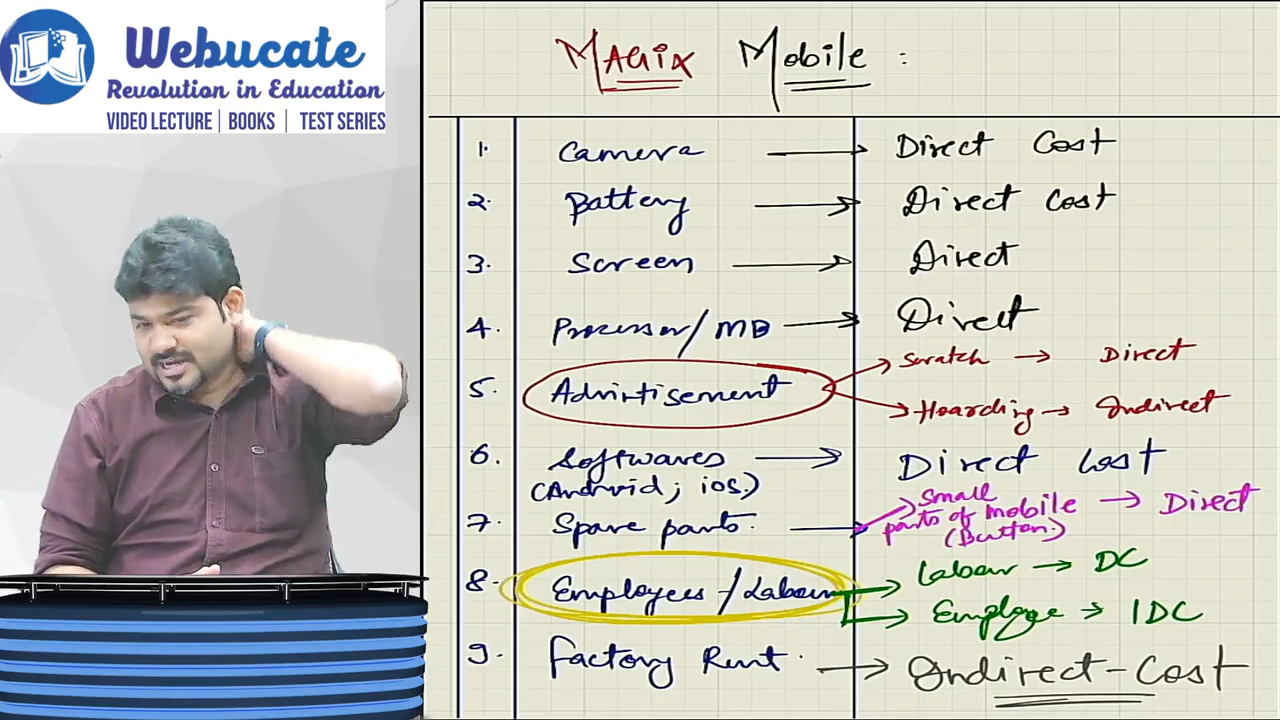 Webucate
Revolution in Education
VIDEO LECTURE | BOOKS | TEST SERIES
MAGIX Mobile :
1. Camera → Direct Cost
2. Battery → Direct Cost
3. Screen → Direct
4. Processor/MB → Direct
5. Advirtisement
Scratch → Direct
Hoarding → Indirect
6. Softwares → Direct Cost
(Android, ios.)
7. Spare parts. → Small
parts of Mobile → Direct
(Button.)
8. Employees/Labour
Labour → DC
Employee → IDC
9. Factory Rent. → Indirect-Cost